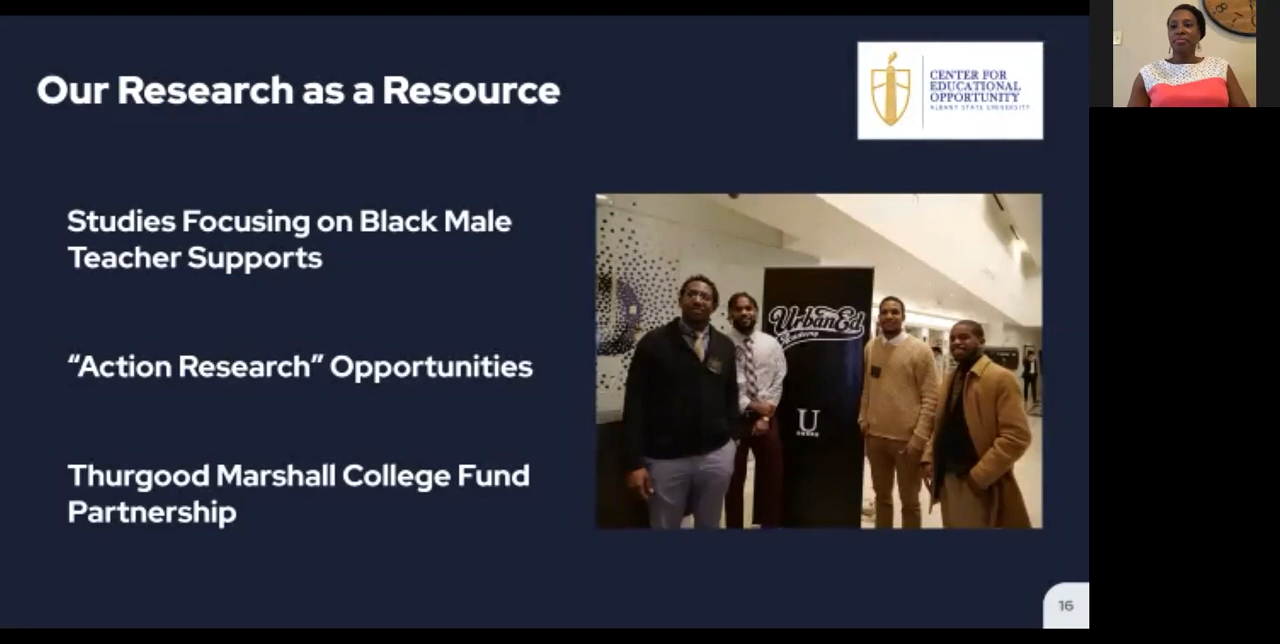 Our Research as a Resource
CENTER FOR
EDUCATIONAL
OPPORTUNITY
ALBANY STATE UNIVERSITY
Studies Focusing on Black Male
Teacher Supports
“Action Research” Opportunities
Thurgood Marshall College Fund
Partnership
UrbanEd
Academy
U
16